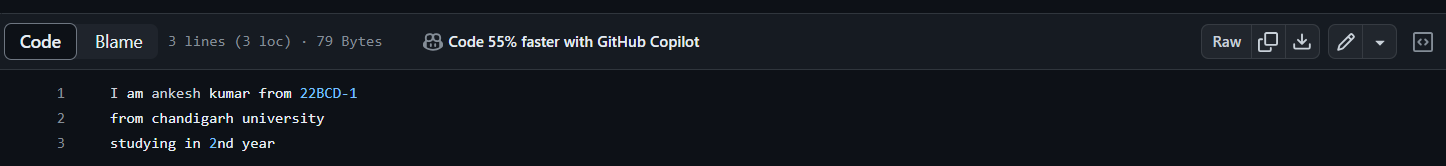 Code Blame 3 lines (3 loc) · 79 Bytes Code 55% faster with GitHub Copilot Raw
1 I am ankesh kumar from 22BCD-1
2 from chandigarh university
3 studying in 2nd year